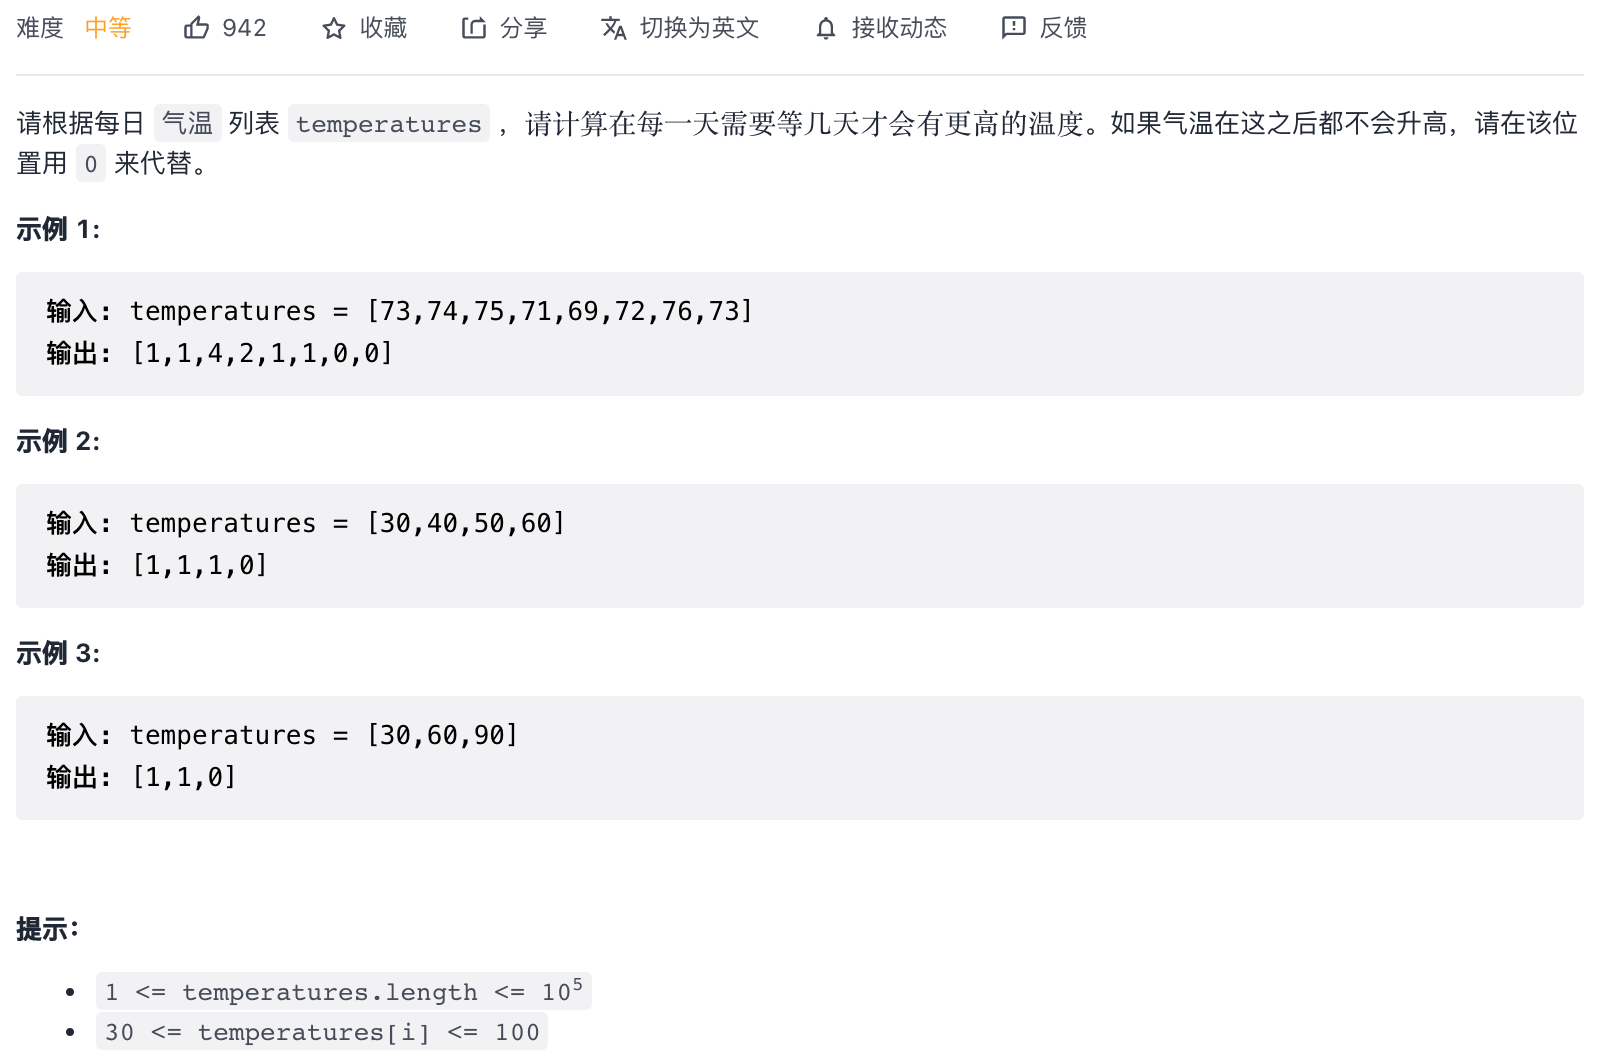 难度 中等 942 收藏 分享 切换为英文 接收动态 反馈
请根据每日 气温 列表 temperatures ，请计算在每一天需要等几天才会有更高的温度。如果气温在这之后都不会升高，请在该位
置用 0 来代替。
示例 1:
输入: temperatures = [73,74,75,71,69,72,76,73]
输出: [1,1,4,2,1,1,0,0]
示例 2:
输入: temperatures = [30,40,50,60]
输出: [1,1,1,0]
示例 3:
输入: temperatures = [30,60,90]
输出: [1,1,0]
提示：
1 <= temperatures.length <= 10⁵
30 <= temperatures[i] <= 100